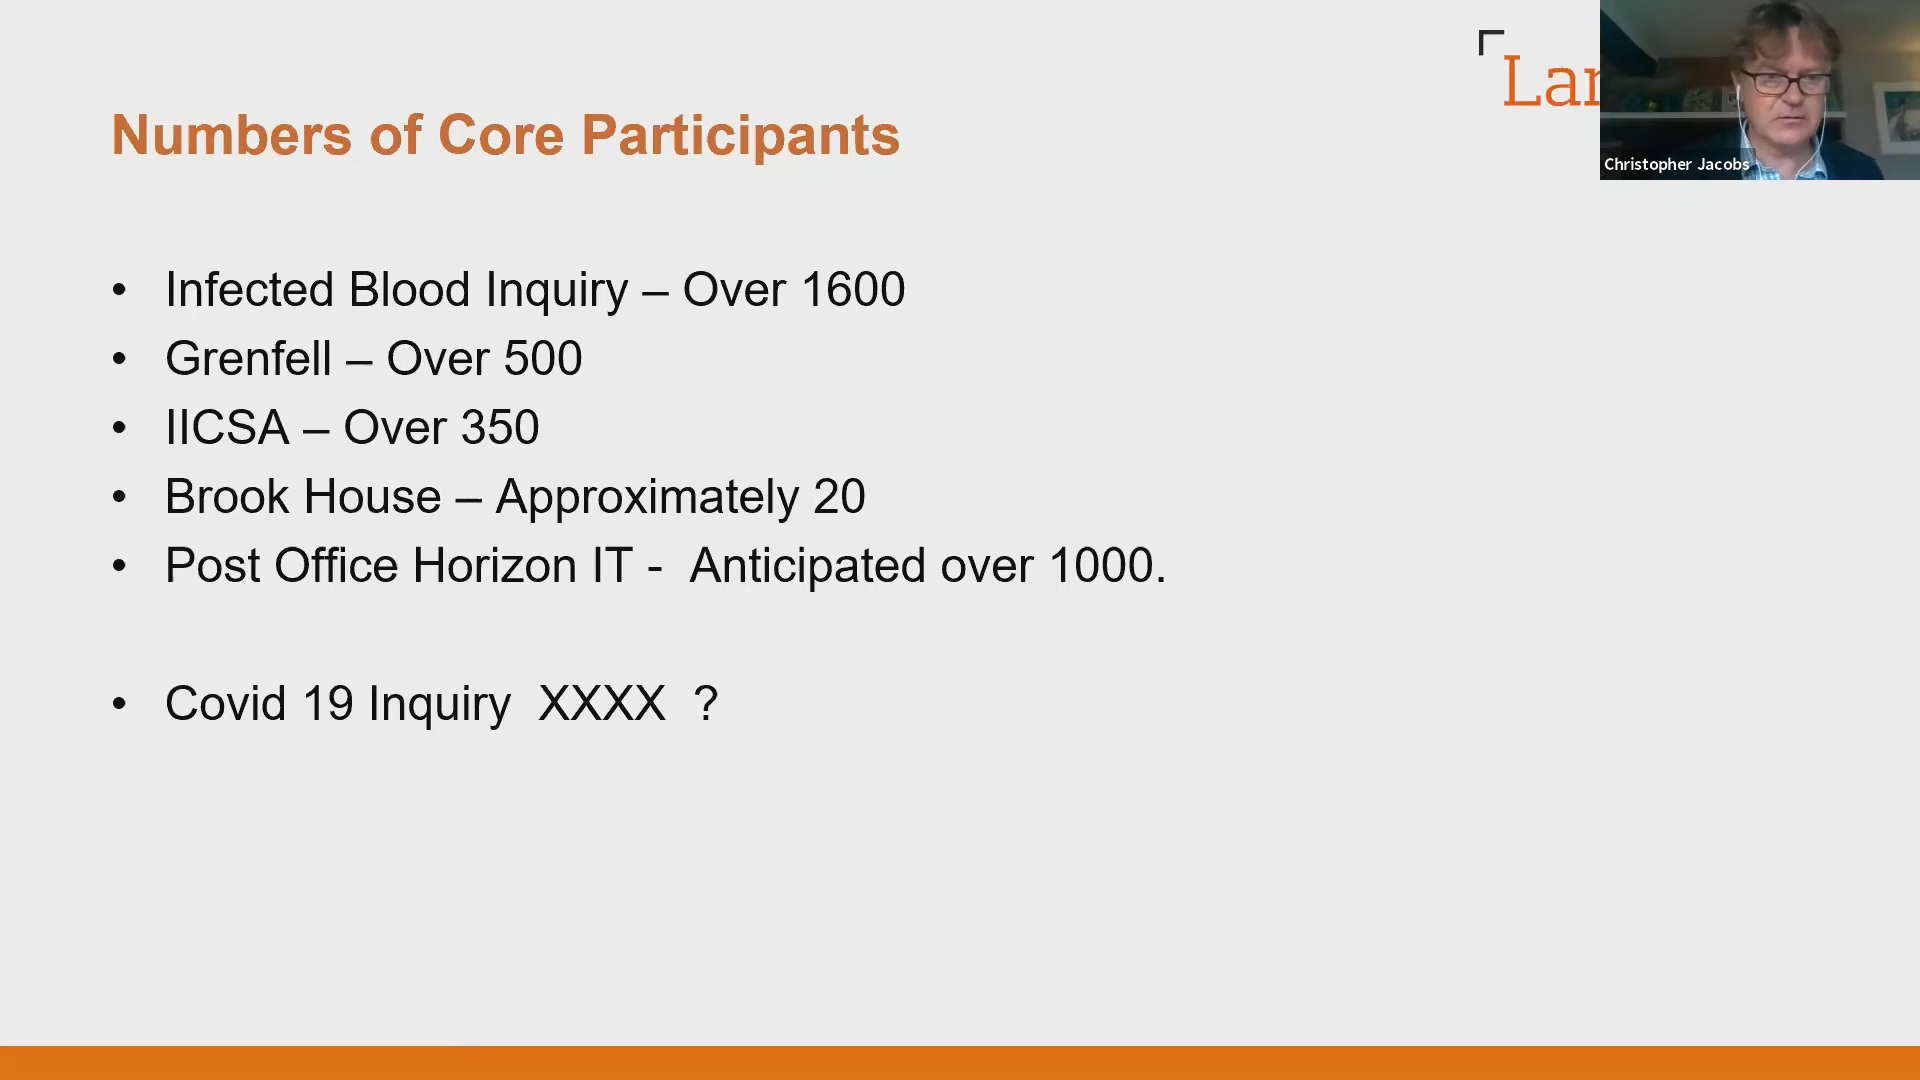 Numbers of Core Participants
Lar
Christopher Jacobs
• Infected Blood Inquiry – Over 1600
• Grenfell – Over 500
• IICSA – Over 350
• Brook House – Approximately 20
• Post Office Horizon IT -  Anticipated over 1000.
• Covid 19 Inquiry  XXXX  ?